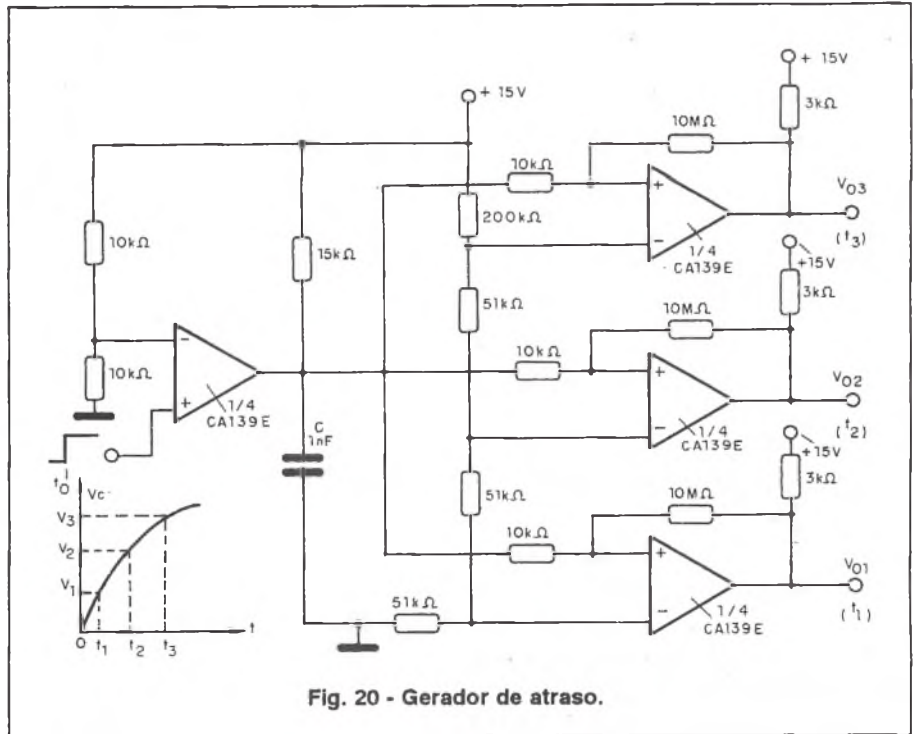 + 15V
+ 15V
3kΩ
10MΩ
10kΩ
V03
(t3)
200kΩ
1/4
CA139E
10kΩ
15kΩ
+15V
3kΩ
51kΩ
10MΩ
10kΩ
10kΩ
1/4
CA139E
V02
(t2)
1/4
CA139E
C
1nF
+15V
3kΩ
51kΩ
10MΩ
10kΩ
t0
Vc
V3
V2
V1
0
t1
t2
t3
t
51kΩ
1/4
CA139E
V01
(t1)
+
-
+
-
+
-
-
+
Fig. 20 - Gerador de atraso.